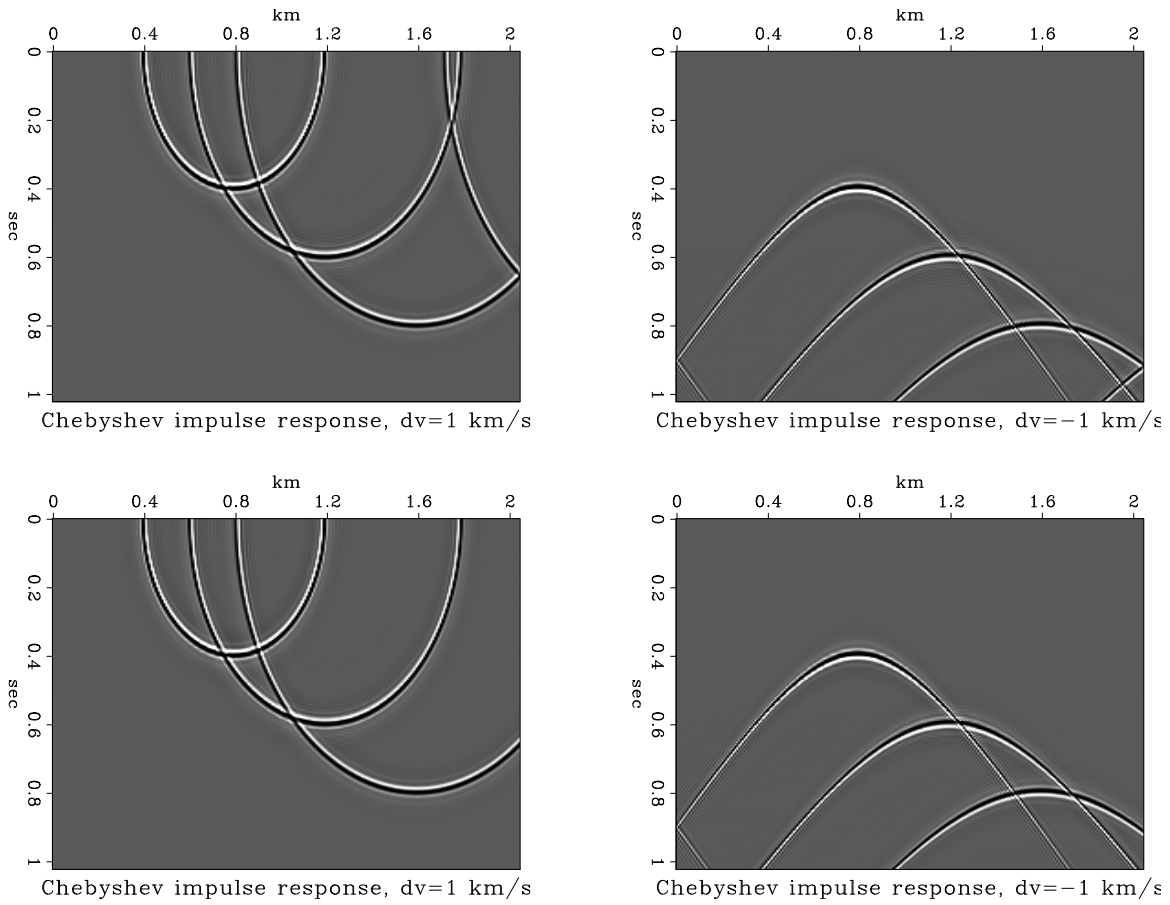 km
0 0.4 0.8 1.2 1.6 2
0 0.2 0.4 0.6 0.8 1
sec
Chebyshev impulse response, dv=1 km/s
km
0 0.4 0.8 1.2 1.6 2
0 0.2 0.4 0.6 0.8 1
sec
Chebyshev impulse response, dv=−1 km/s
km
0 0.4 0.8 1.2 1.6 2
0 0.2 0.4 0.6 0.8 1
sec
Chebyshev impulse response, dv=1 km/s
km
0 0.4 0.8 1.2 1.6 2
0 0.2 0.4 0.6 0.8 1
sec
Chebyshev impulse response, dv=−1 km/s